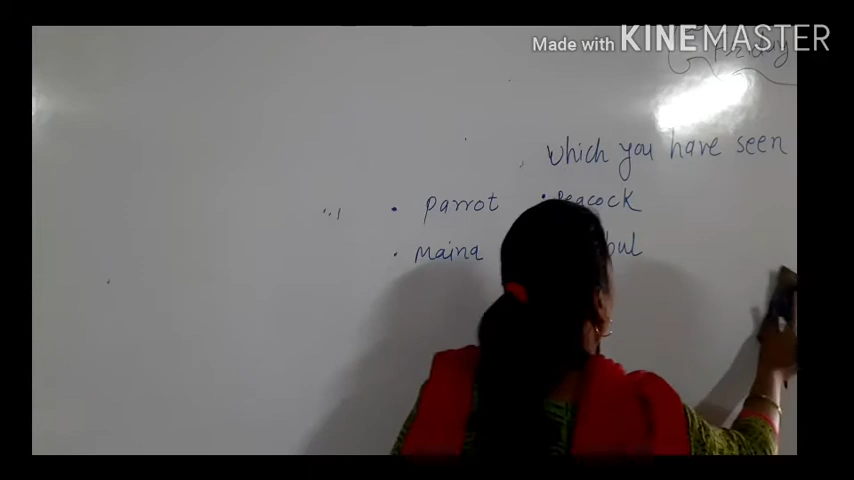 Made with KINEMASTER
which you have seen
• parrot • Peacock
• maina